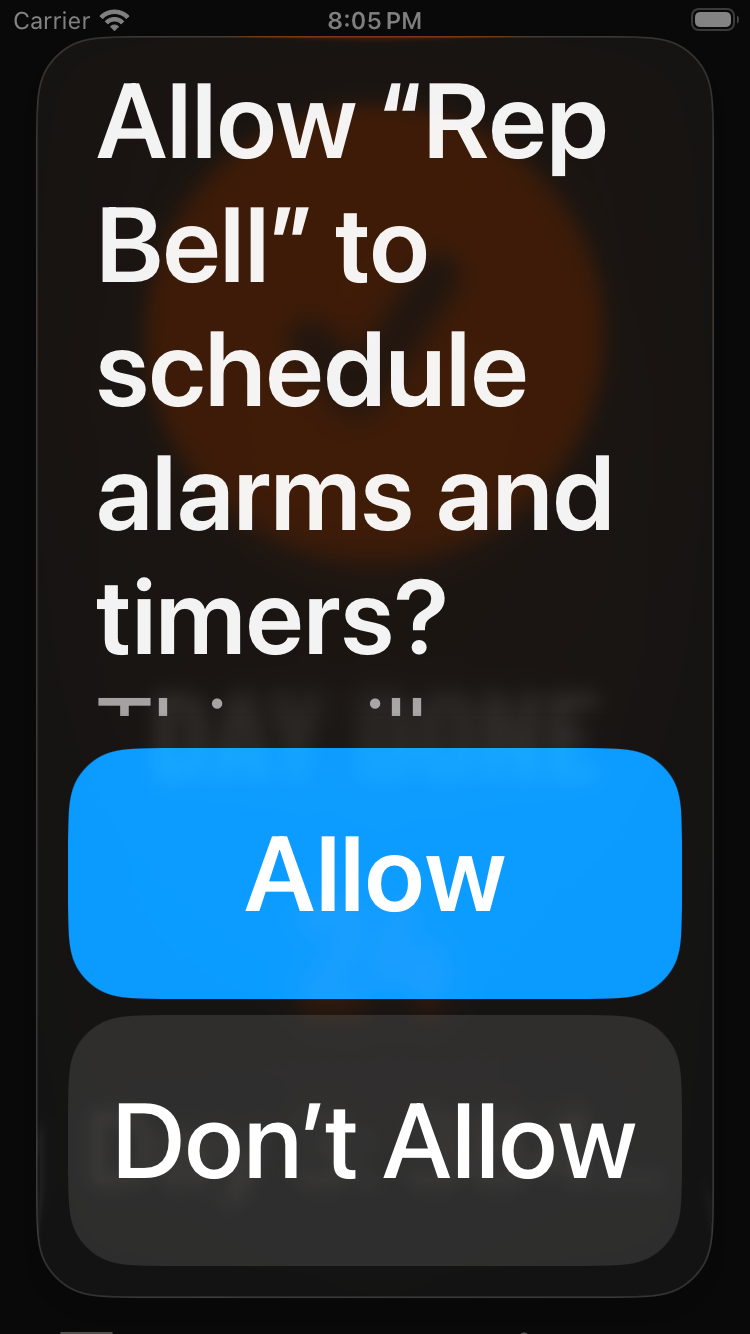 Carrier 8:05 PM
Allow “Rep
Bell” to
schedule
alarms and
timers?
Allow
Don’t Allow